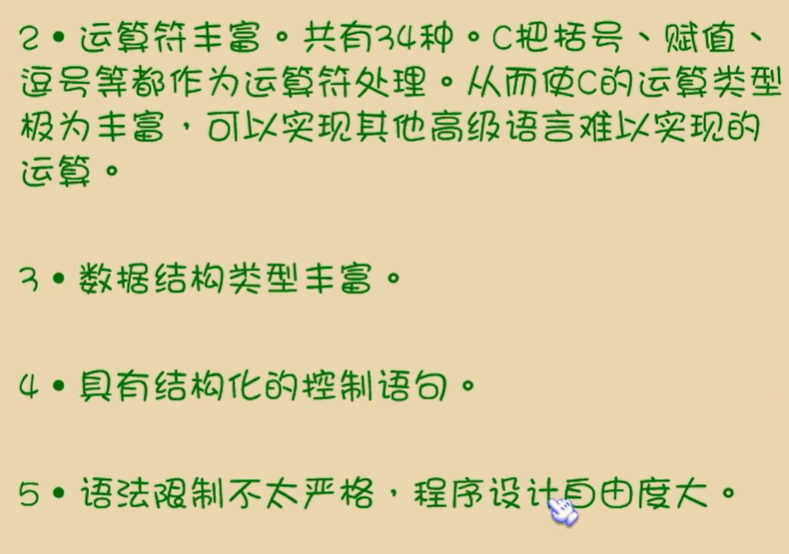 2•运算符丰富。共有34种。C把括号、赋值、
逗号等都作为运算符处理。从而使C的运算类型
极为丰富，可以实现其他高级语言难以实现的
运算。
3•数据结构类型丰富。
4•具有结构化的控制语句。
5•语法限制不太严格，程序设计自由度大。